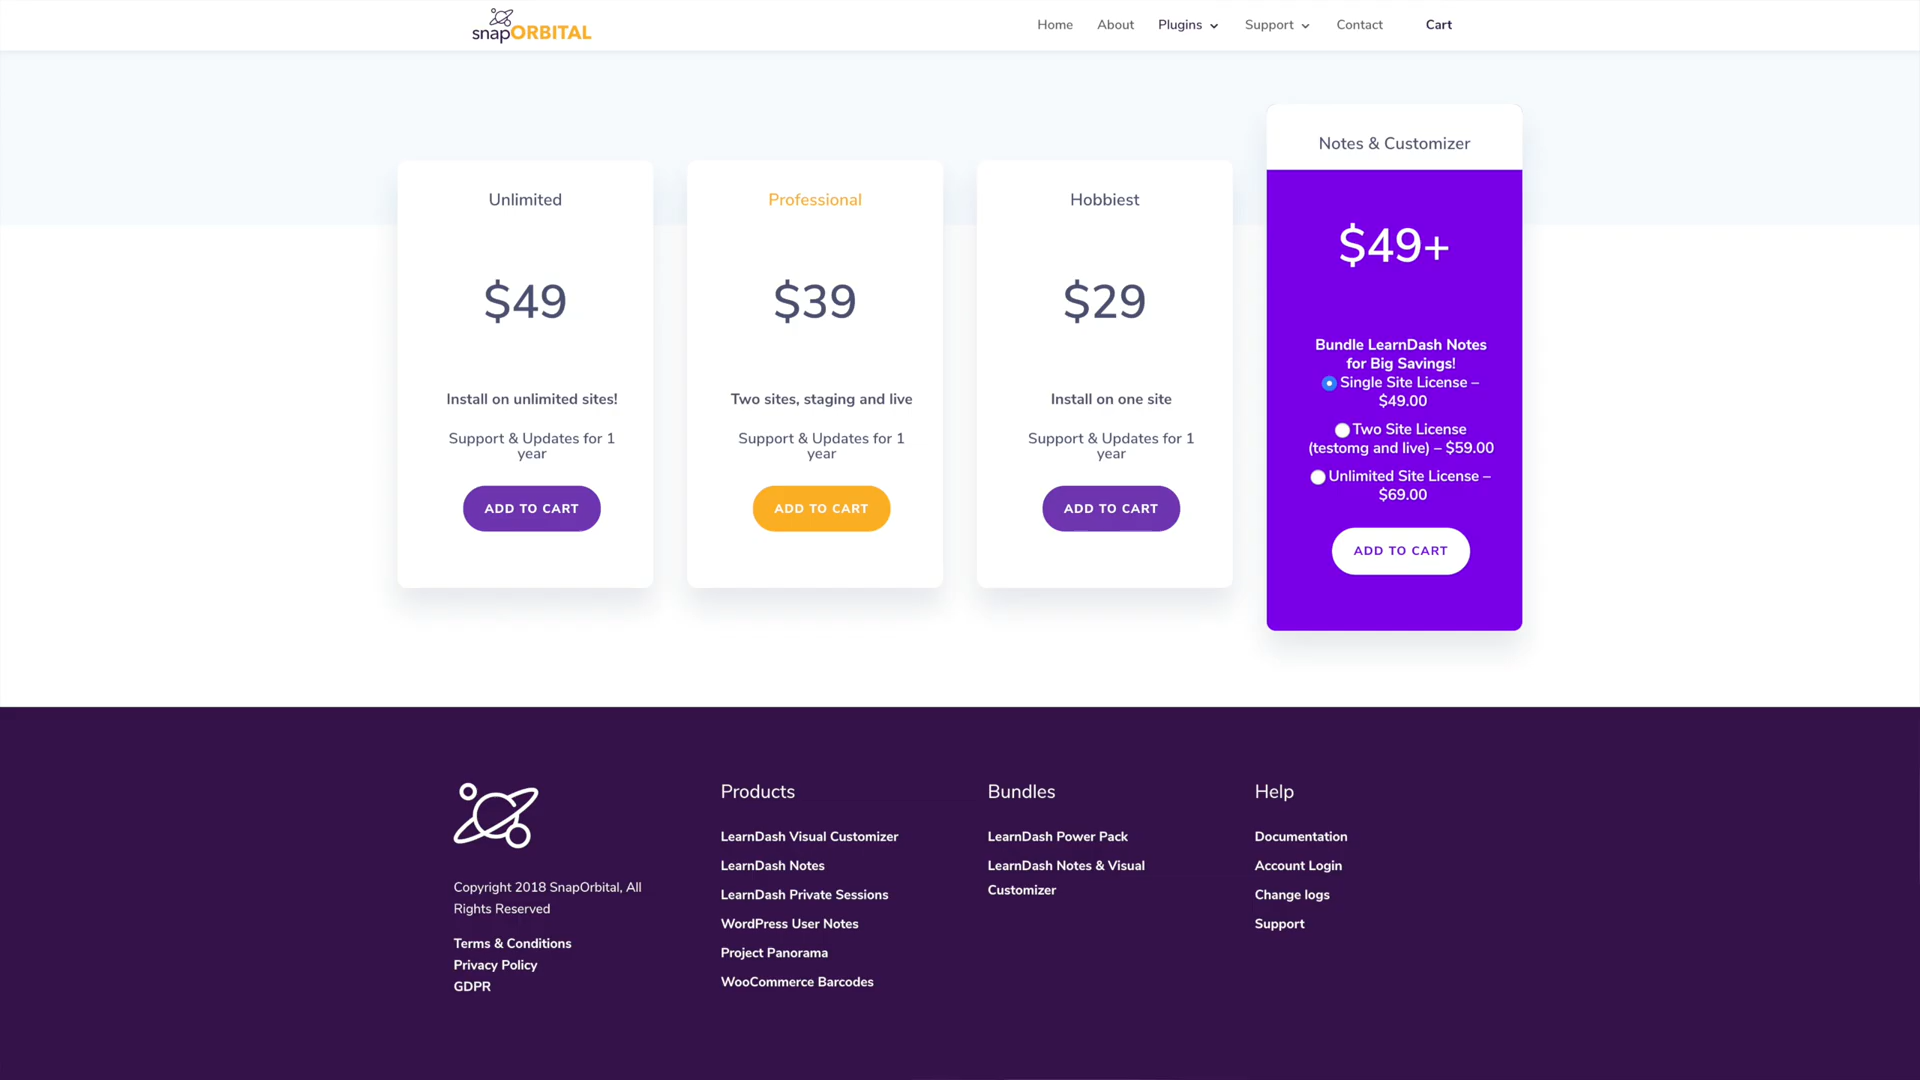 snapORBITAL
Home
About
Plugins
Support
Contact
Cart
Unlimited
$49
Install on unlimited sites!
Support & Updates for 1
year
ADD TO CART
Professional
$39
Two sites, staging and live
Support & Updates for 1
year
ADD TO CART
Hobbiest
$29
Install on one site
Support & Updates for 1
year
ADD TO CART
Notes & Customizer
$49+
Bundle LearnDash Notes
for Big Savings!
Single Site License –
$49.00
Two Site License
(testomg and live) – $59.00
Unlimited Site License –
$69.00
ADD TO CART
Copyright 2018 SnapOrbital, All
Rights Reserved
Terms & Conditions
Privacy Policy
GDPR
Products
LearnDash Visual Customizer
LearnDash Notes
LearnDash Private Sessions
WordPress User Notes
Project Panorama
WooCommerce Barcodes
Bundles
LearnDash Power Pack
LearnDash Notes & Visual
Customizer
Help
Documentation
Account Login
Change logs
Support